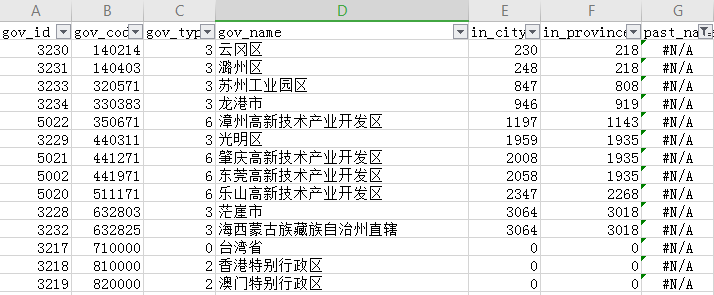 A B C D E F G
gov_id gov_cod gov_typ gov_name in_city in_province past_na
3230 140214 3 云冈区 230 218 #N/A
3231 140403 3 潞州区 248 218 #N/A
3233 320571 3 苏州工业园区 847 808 #N/A
3234 330383 3 龙港市 946 919 #N/A
5022 350671 6 漳州高新技术产业开发区 1197 1143 #N/A
3229 440311 3 光明区 1959 1935 #N/A
5021 441271 6 肇庆高新技术产业开发区 2008 1935 #N/A
5002 441971 6 东莞高新技术产业开发区 2058 1935 #N/A
5020 511171 6 乐山高新技术产业开发区 2347 2268 #N/A
3228 632803 3 茫崖市 3064 3018 #N/A
3232 632825 3 海西蒙古族藏族自治州直辖 3064 3018 #N/A
3217 710000 0 台湾省 0 0 #N/A
3218 810000 2 香港特别行政区 0 0 #N/A
3219 820000 2 澳门特别行政区 0 0 #N/A